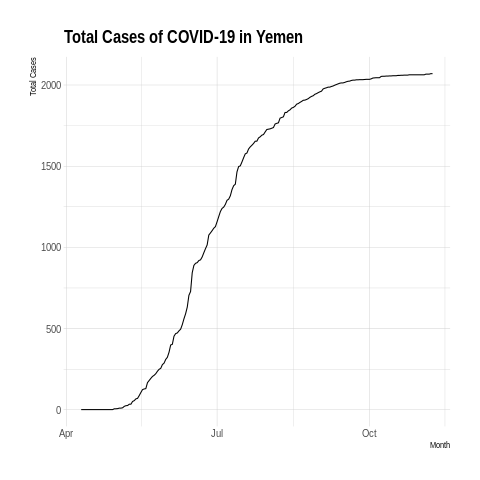 Total Cases of COVID-19 in Yemen
Total Cases
2000
1500
1000
500
0
Apr
Jul
Oct
Month